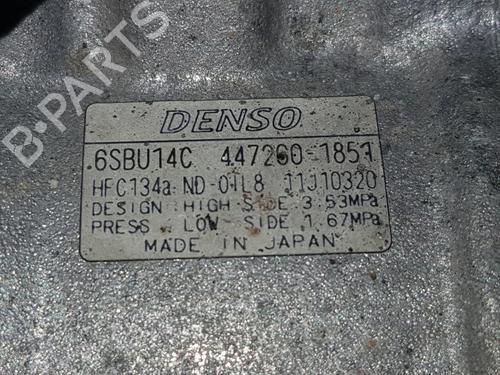 DENSO
6SBU14C 447260-1851
HFC134a ND-OIL8 11J10320
DESIGN HIGH SIDE 3.53MPa
PRESS LOW SIDE 1.67MPa
MADE IN JAPAN
B-PARTS